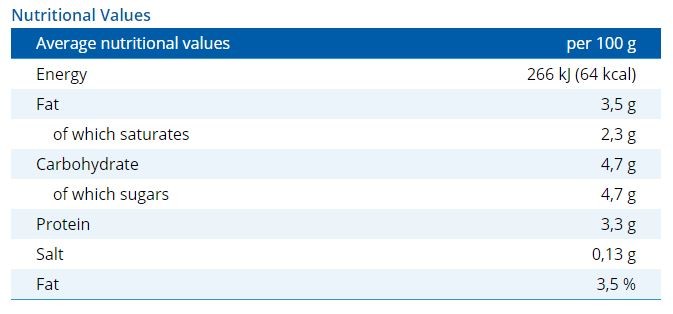 Nutritional Values
Average nutritional values per 100 g
Energy 266 kJ (64 kcal)
Fat 3,5 g
of which saturates 2,3 g
Carbohydrate 4,7 g
of which sugars 4,7 g
Protein 3,3 g
Salt 0,13 g
Fat 3,5 %